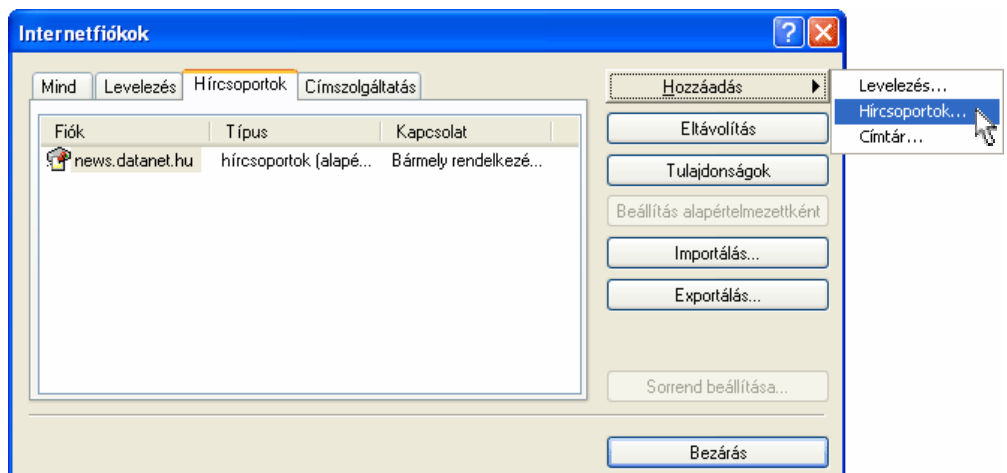 Internetfiókok
Mind
Levelezés
Hírcsoportok
Címszolgáltatás
Fiók
Típus
Kapcsolat
news.datanet.hu
hírcsoportok (alapé...
Bármely rendelkezé...
Hozzáadás
Eltávolítás
Tulajdonságok
Beállítás alapértelmezettként
Importálás...
Exportálás...
Sorrend beállítása...
Bezárás
Levelezés...
Hírcsoportok...
Címtár...